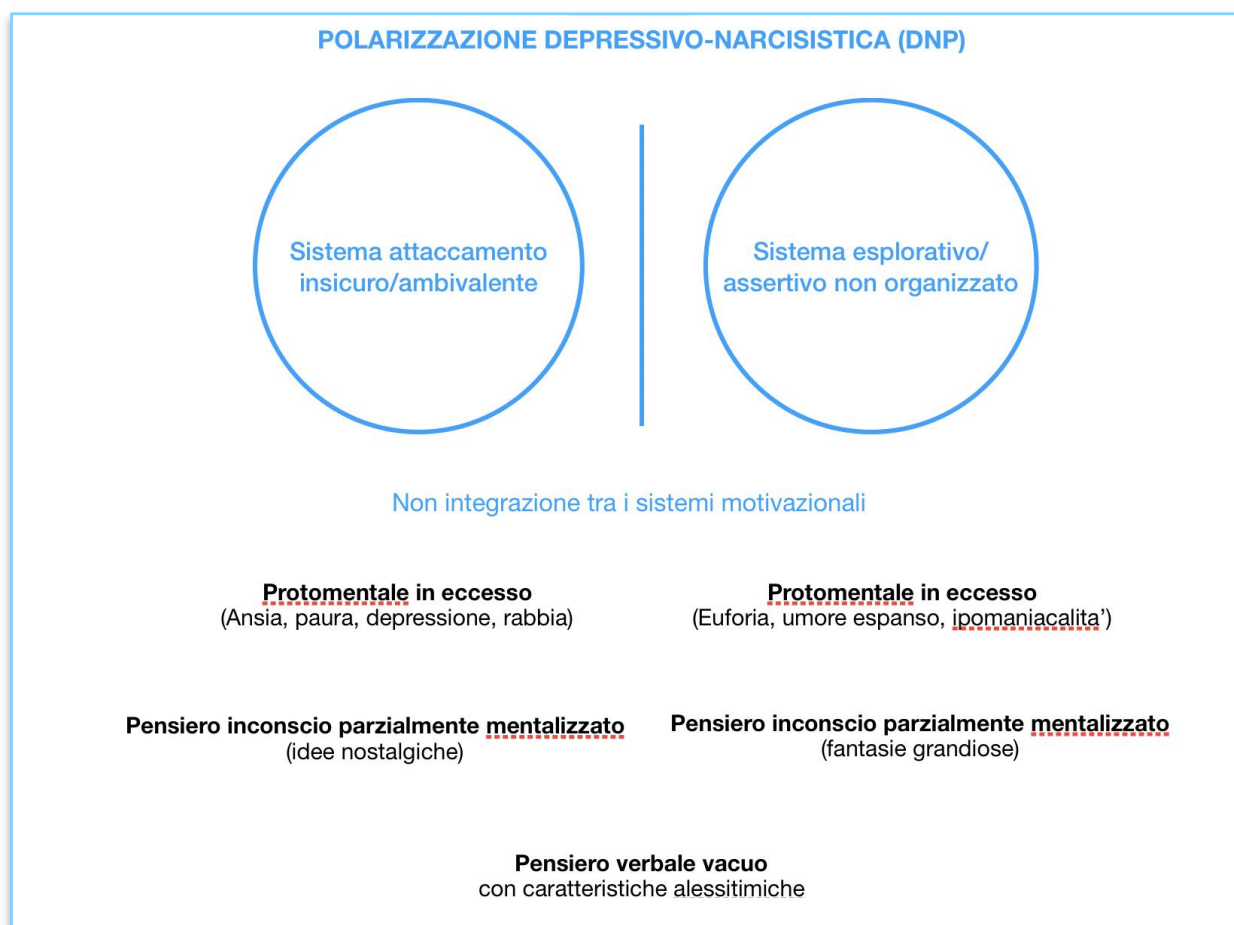 POLARIZZAZIONE DEPRESSIVO-NARCISISTICA (DNP)
Sistema attaccamento
insicuro/ambivalente
Sistema esplorativo/
assertivo non organizzato
Non integrazione tra i sistemi motivazionali
Protomentale in eccesso
(Ansia, paura, depressione, rabbia)
Protomentale in eccesso
(Euforia, umore espanso, ipomaniacalita’)
Pensiero inconscio parzialmente mentalizzato
(idee nostalgiche)
Pensiero inconscio parzialmente mentalizzato
(fantasie grandiose)
Pensiero verbale vacuo
con caratteristiche alessitimiche